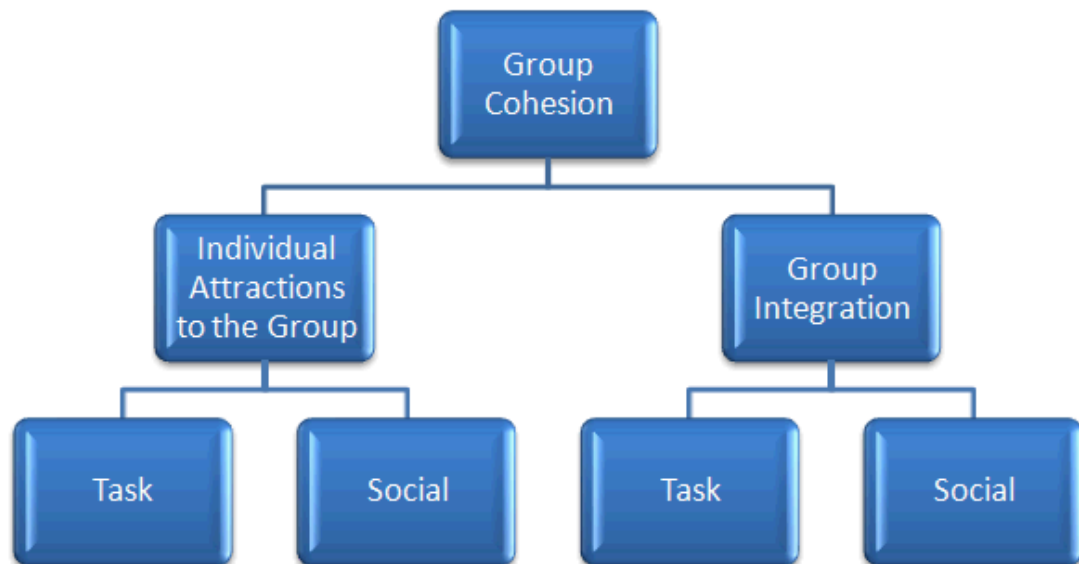 Group
Cohesion
Individual
Attractions
to the Group
Group
Integration
Task
Social
Task
Social